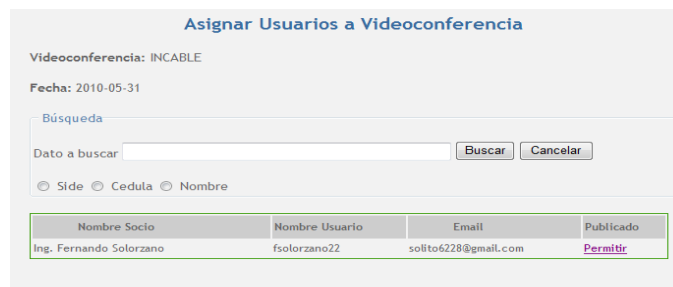 Asignar Usuarios a Videoconferencia
Videoconferencia: INCABLE
Fecha: 2010-05-31
Búsqueda
Dato a buscar Buscar Cancelar
Side Cedula Nombre
Nombre Socio Nombre Usuario Email Publicado
Ing. Fernando Solorzano fsolorzano22 solito6228@gmail.com Permitir